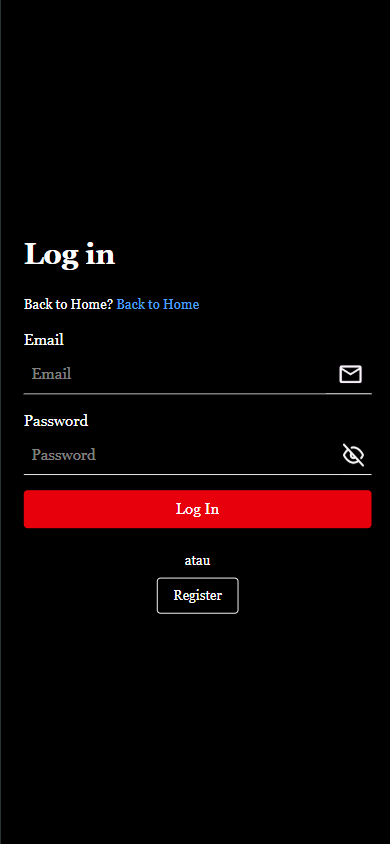 Log in
Back to Home? Back to Home
Email
Email
Password
Password
Log In
atau
Register